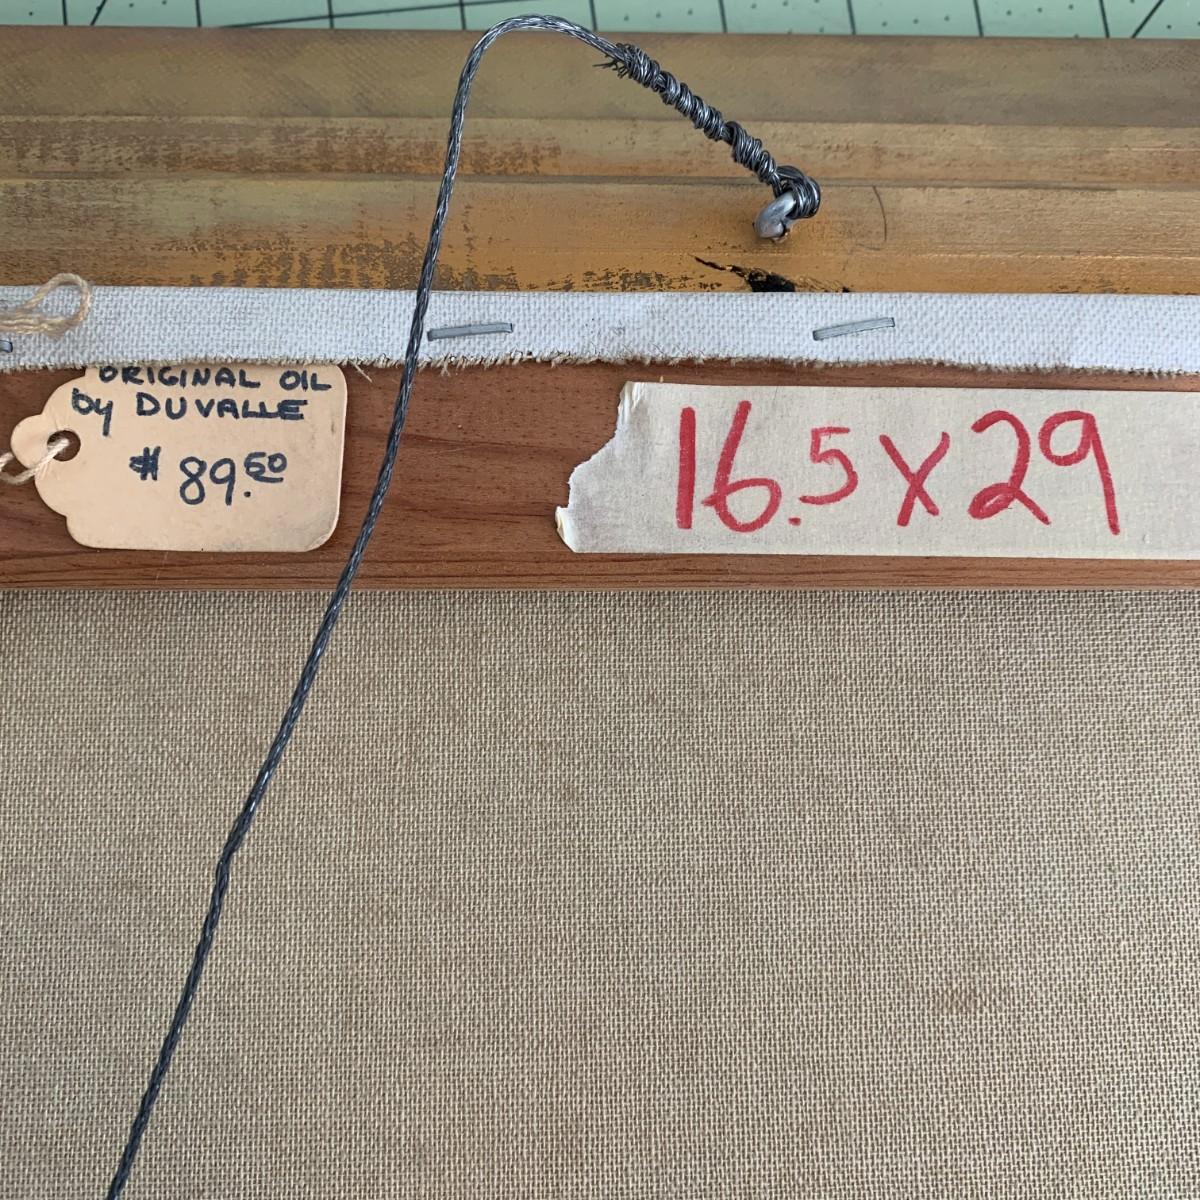 ORIGINAL OIL
by DUVALLE
# 89.50
16.5 x 29